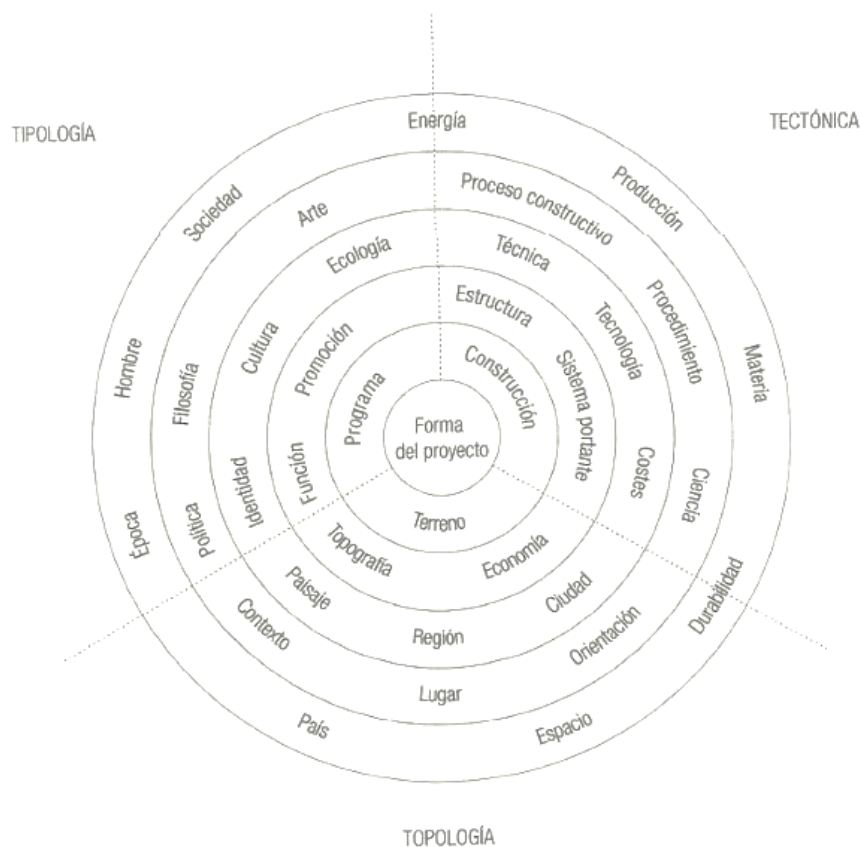 TIPOLOGÍA
TECTÓNICA
Energía
Sociedad
Producción
Hombre
Materia
Época
Durabilidad
País
Espacio
Arte
Proceso constructivo
Procedimiento
Filosofía
Ciencia
Política
Contexto
Orientación
Lugar
Ecología
Técnica
Tecnología
Cultura
Costes
Identidad
Paisaje
Ciudad
Región
Estructura
Promoción
Sistema portante
Función
Topografía
Economía
Programa
Construcción
Terreno
Forma
del proyecto
TOPOLOGÍA